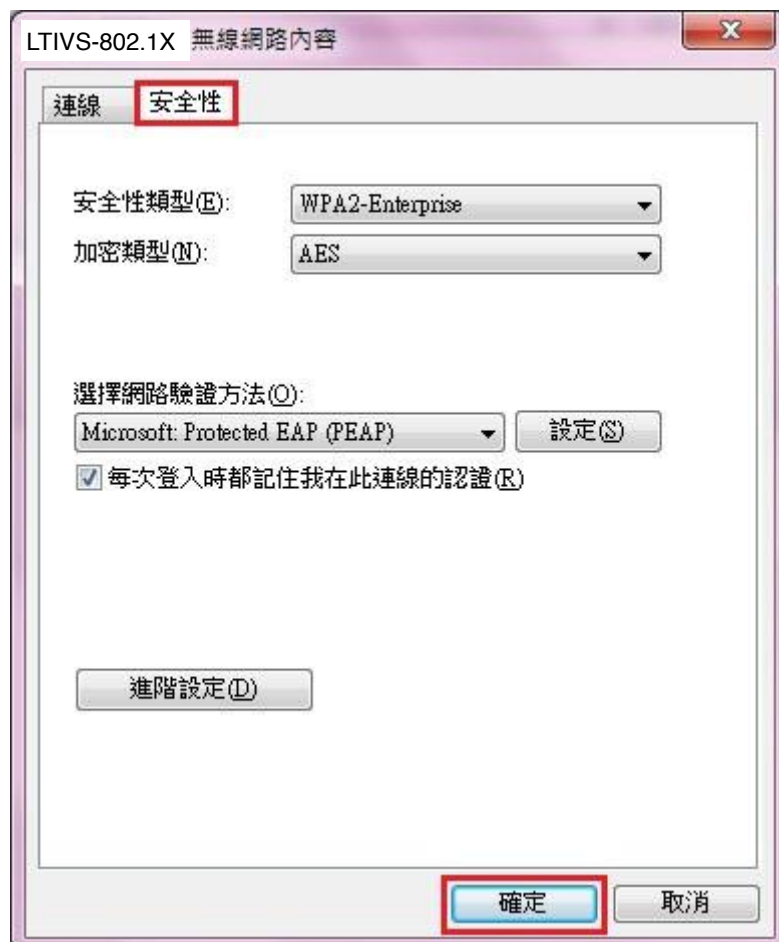 LTIVS-802.1X 無線網路內容
連線 安全性
安全性類型(E): WPA2-Enterprise
加密類型(N): AES
選擇網路驗證方法(O):
Microsoft: Protected EAP (PEAP) 設定(S)
每次登入時都記住我在此連線的認證(R)
進階設定(D)
確定 取消